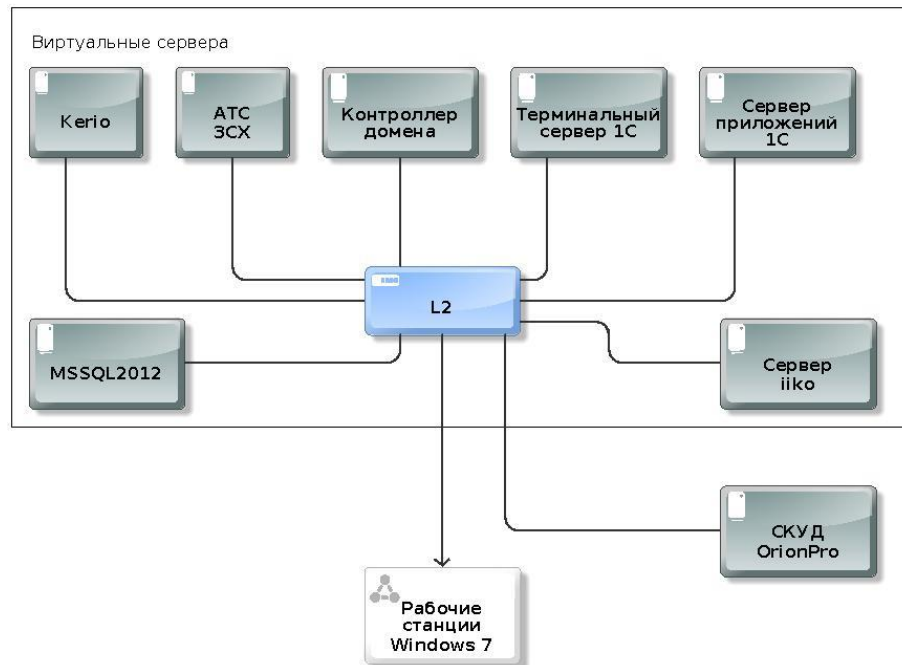 Виртуальные сервера
Kerio
АТС
3CX
Контроллер
домена
Терминальный
сервер 1С
Сервер
приложений
1С
L2
MSSQL2012
Сервер
iiko
СКУД
OrionPro
Рабочие
станции
Windows 7